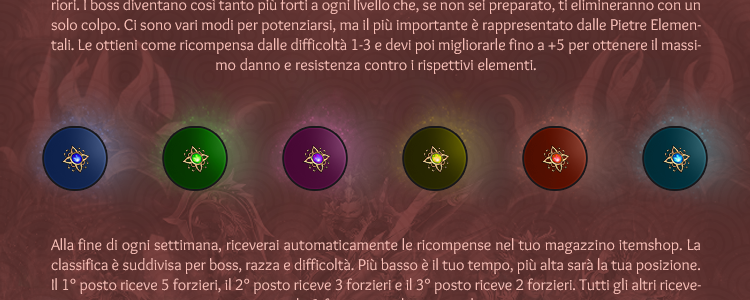 riori. I boss diventano così tanto più forti a ogni livello che, se non sei preparato, ti elimineranno con un
solo colpo. Ci sono vari modi per potenziarsi, ma il più importante è rappresentato dalle Pietre Elemen-
tali. Le ottieni come ricompensa dalle difficoltà 1-3 e devi poi migliorarle fino a +5 per ottenere il massi-
mo danno e resistenza contro i rispettivi elementi.
Alla fine di ogni settimana, riceverai automaticamente le ricompense nel tuo magazzino itemshop. La
classifica è suddivisa per boss, razza e difficoltà. Più basso è il tuo tempo, più alta sarà la tua posizione.
Il 1° posto riceve 5 forzieri, il 2° posto riceve 3 forzieri e il 3° posto riceve 2 forzieri. Tutti gli altri riceve-